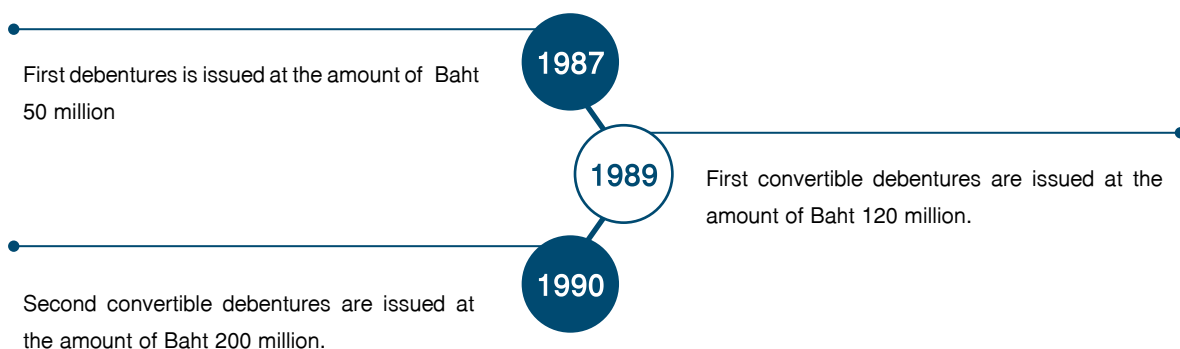 1987
First debentures is issued at the amount of Baht
50 million
1989
First convertible debentures are issued at the
amount of Baht 120 million.
1990
Second convertible debentures are issued at
the amount of Baht 200 million.